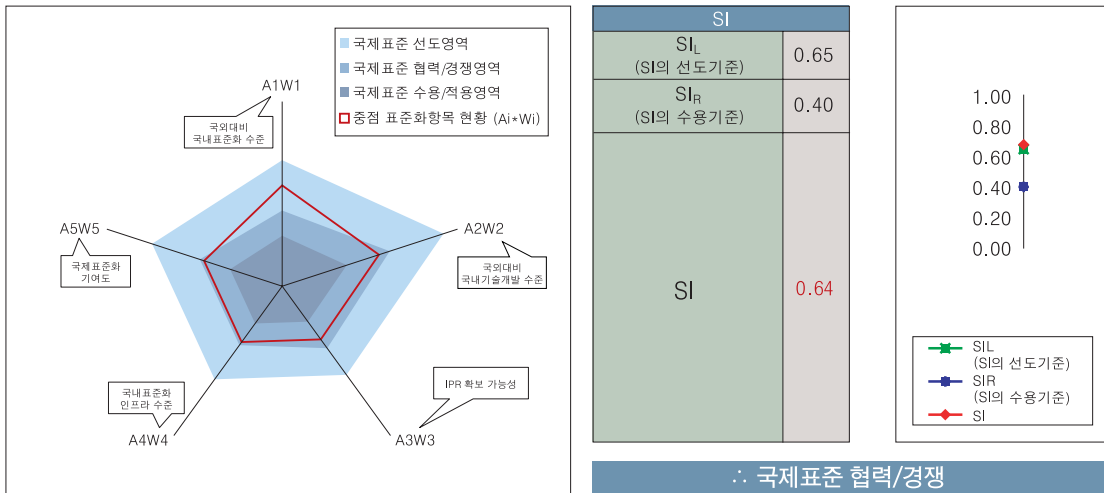 국제표준 선도영역
국제표준 협력/경쟁영역
국제표준 수용/적용영역
중점 표준화항목 현황 (Ai*Wi)
A1W1
국외대비
국내표준화 수준
A2W2
국외대비
국내기술개발 수준
A3W3
IPR 확보 가능성
A4W4
국내표준화
인프라 수준
A5W5
국제표준화
기여도
SI
SIL
(SI의 선도기준)
0.65
SIR
(SI의 수용기준)
0.40
SI
0.64
1.00
0.80
0.60
0.40
0.20
0.00
SIL
(SI의 선도기준)
SIR
(SI의 수용기준)
SI
∴ 국제표준 협력/경쟁